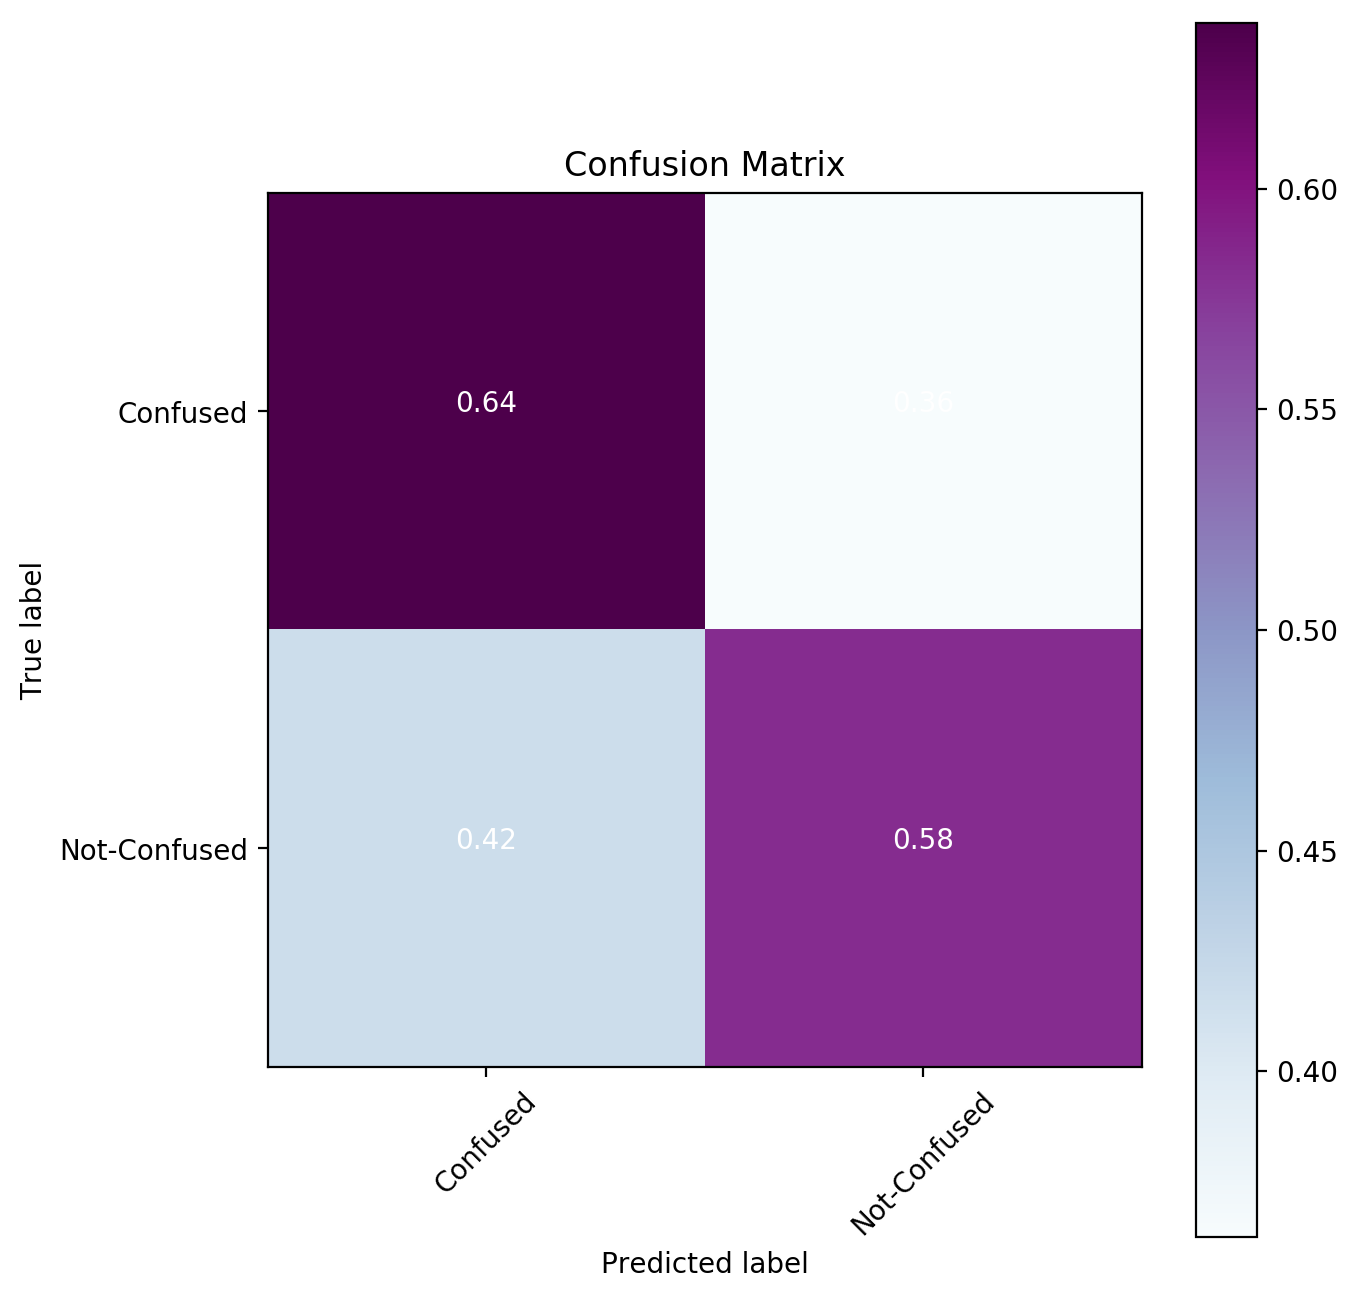 Confusion Matrix
Confused
Not-Confused
True label
0.64
0.36
0.42
0.58
Confused
Not-Confused
Predicted label
0.60
0.55
0.50
0.45
0.40